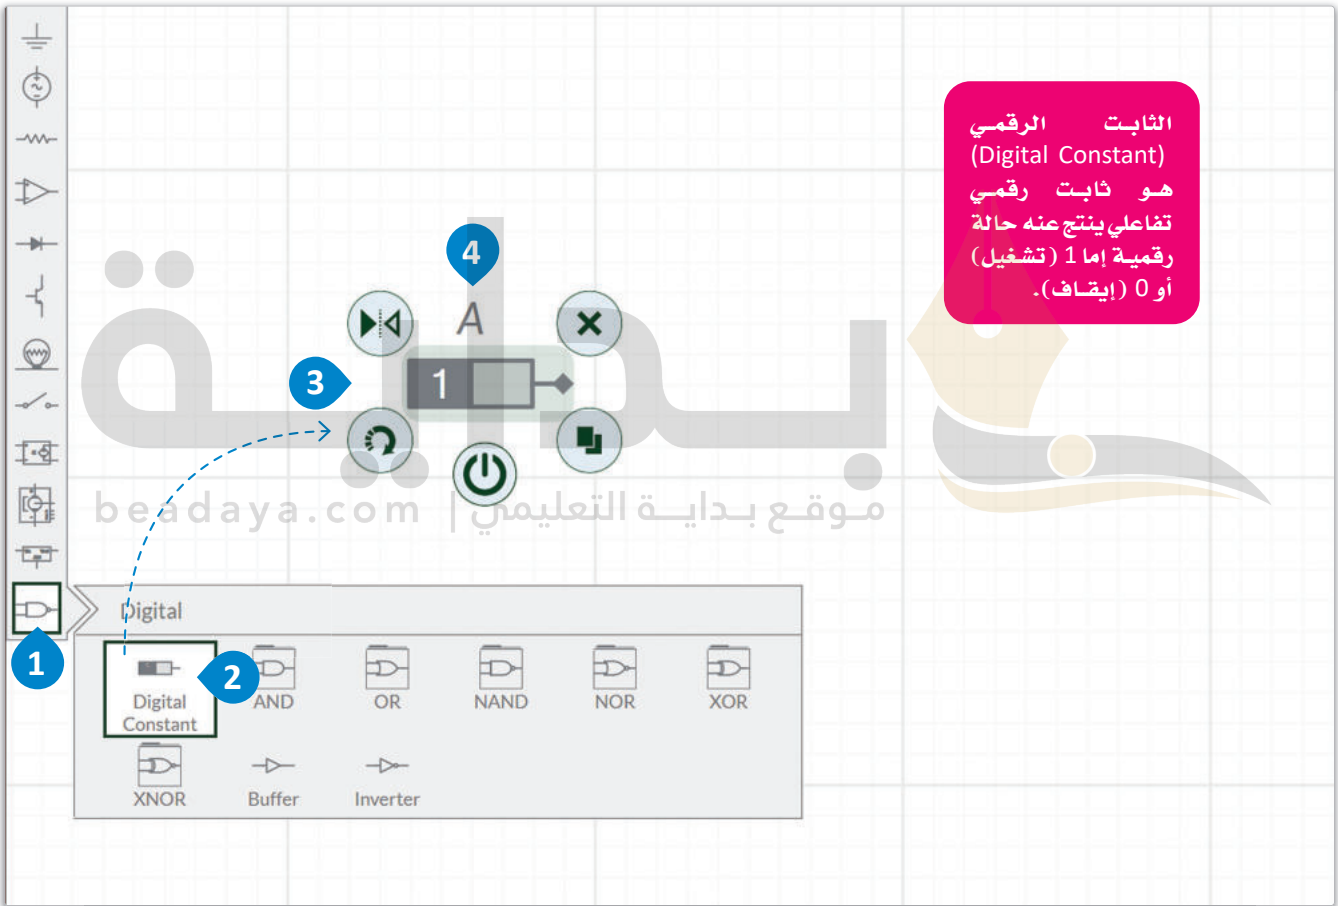 الثابت الرقمي
(Digital Constant)
هو ثابت رقمي
تفاعلي ينتج عنه حالة
رقمية إما 1 (تشغيل)
أو 0 (إيقاف).
4
A
3
1
بداية
beadaya.com | موقع بداية التعليمي
Digital
1
2
Digital
Constant
AND
OR
NAND
NOR
XOR
XNOR
Buffer
Inverter